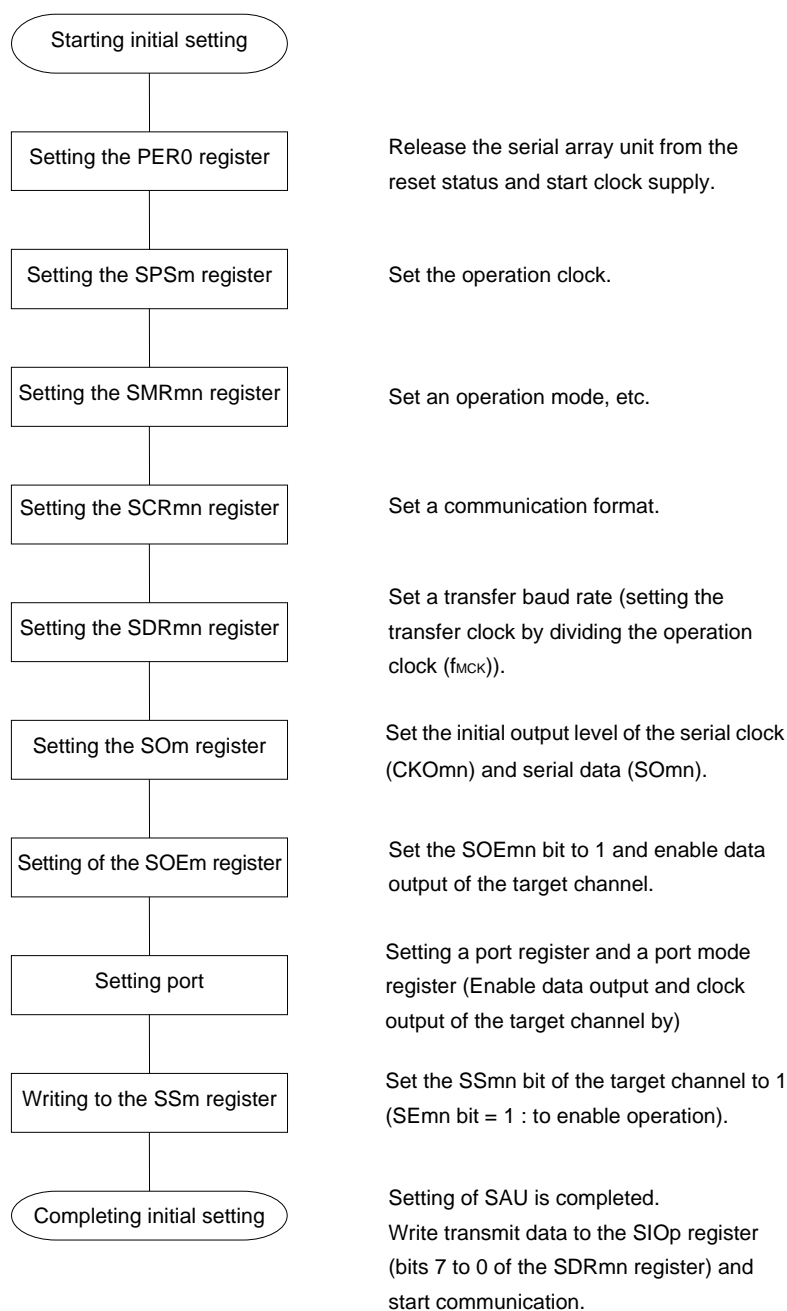 Starting initial setting
Setting the PER0 register
Release the serial array unit from the
reset status and start clock supply.
Setting the SPSm register
Set the operation clock.
Setting the SMRmn register
Set an operation mode, etc.
Setting the SCRmn register
Set a communication format.
Setting the SDRmn register
Set a transfer baud rate (setting the
transfer clock by dividing the operation
clock (fMCK)).
Setting the SOm register
Set the initial output level of the serial clock
(CKOmn) and serial data (SOmn).
Setting of the SOEm register
Set the SOEmn bit to 1 and enable data
output of the target channel.
Setting port
Setting a port register and a port mode
register (Enable data output and clock
output of the target channel by)
Writing to the SSm register
Set the SSmn bit of the target channel to 1
(SEmn bit = 1 : to enable operation).
Completing initial setting
Setting of SAU is completed.
Write transmit data to the SIOp register
(bits 7 to 0 of the SDRmn register) and
start communication.